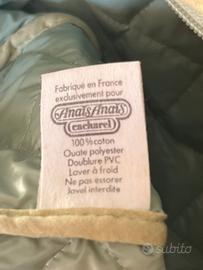 Fabriqué en France
exclusivement pour
Anaïs Anaïs
cacharel
100% coton
Ouate polyester
Doublure PVC
Laver à froid
Ne pas essorer
Javel interdite
subito